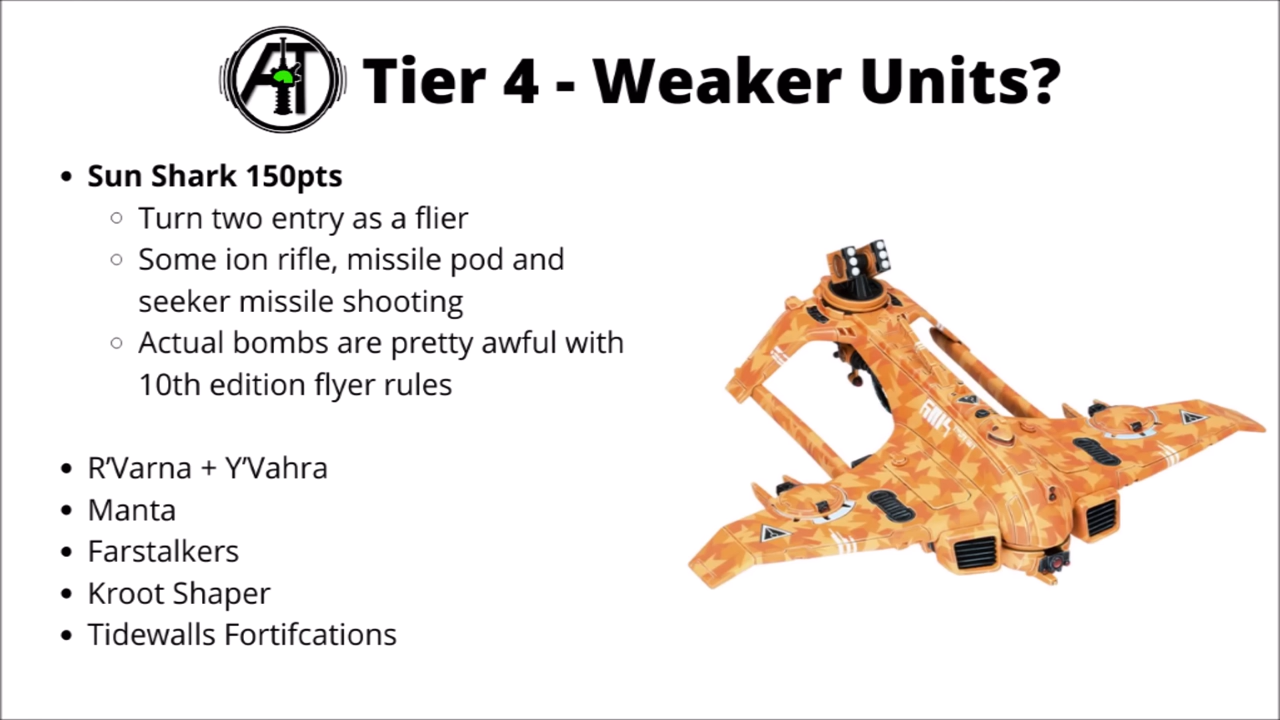 AT
Tier 4 - Weaker Units?
• Sun Shark 150pts
○ Turn two entry as a flier
○ Some ion rifle, missile pod and
seeker missile shooting
○ Actual bombs are pretty awful with
10th edition flyer rules
• R’Varna + Y’Vahra
• Manta
• Farstalkers
• Kroot Shaper
• Tidewalls Fortifcations